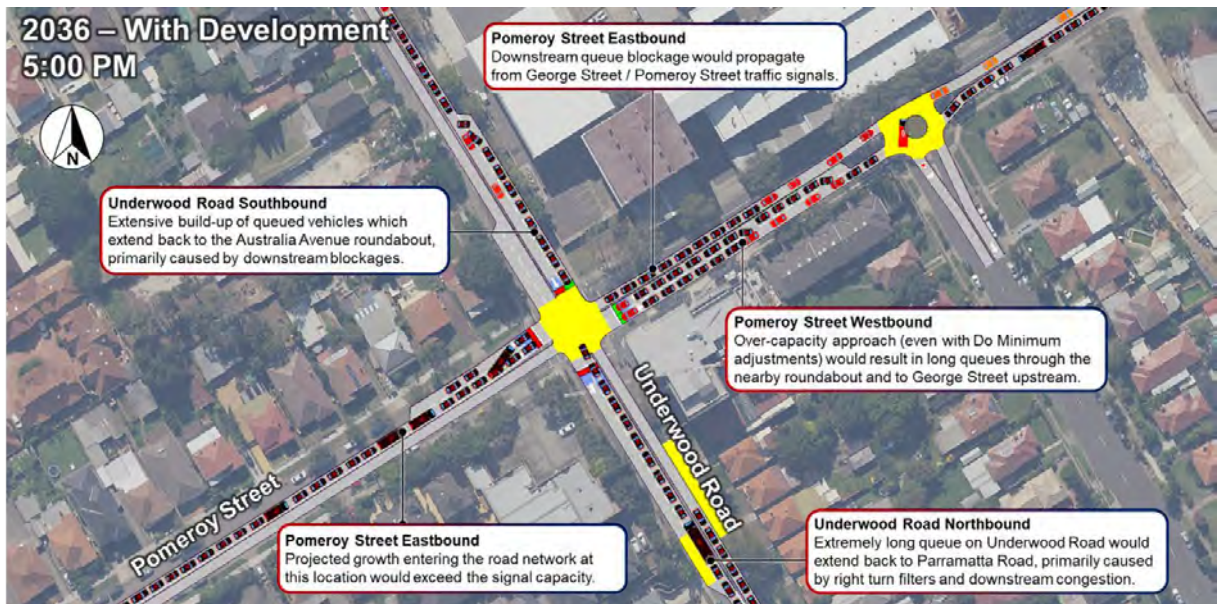 2036 – With Development
5:00 PM
N
Pomeroy Street Eastbound
Downstream queue blockage would propagate
from George Street / Pomeroy Street traffic signals.
Underwood Road Southbound
Extensive build-up of queued vehicles which
extend back to the Australia Avenue roundabout,
primarily caused by downstream blockages.
Pomeroy Street Westbound
Over-capacity approach (even with Do Minimum
adjustments) would result in long queues through the
nearby roundabout and to George Street upstream.
Underwood Road
Pomeroy Street
Pomeroy Street Eastbound
Projected growth entering the road network at
this location would exceed the signal capacity.
Underwood Road Northbound
Extremely long queue on Underwood Road would
extend back to Parramatta Road, primarily caused
by right turn filters and downstream congestion.